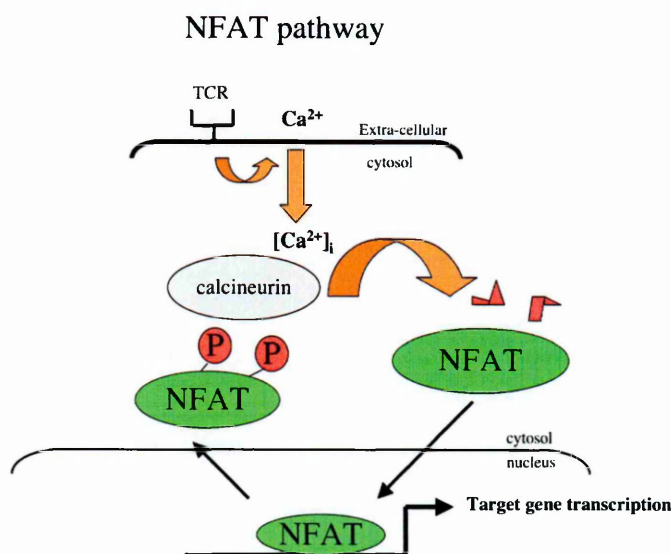 NFAT pathway
TCR
Ca²⁺
Extra-cellular
cytosol
[Ca²⁺]ᵢ
calcineurin
P
P
NFAT
NFAT
cytosol
nucleus
Target gene transcription
NFAT